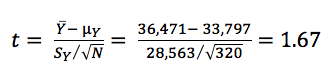 t = (Ȳ − μ_Y) / (S_Y/√N) = (36,471 − 33,797) / (28,563/√320) = 1.67